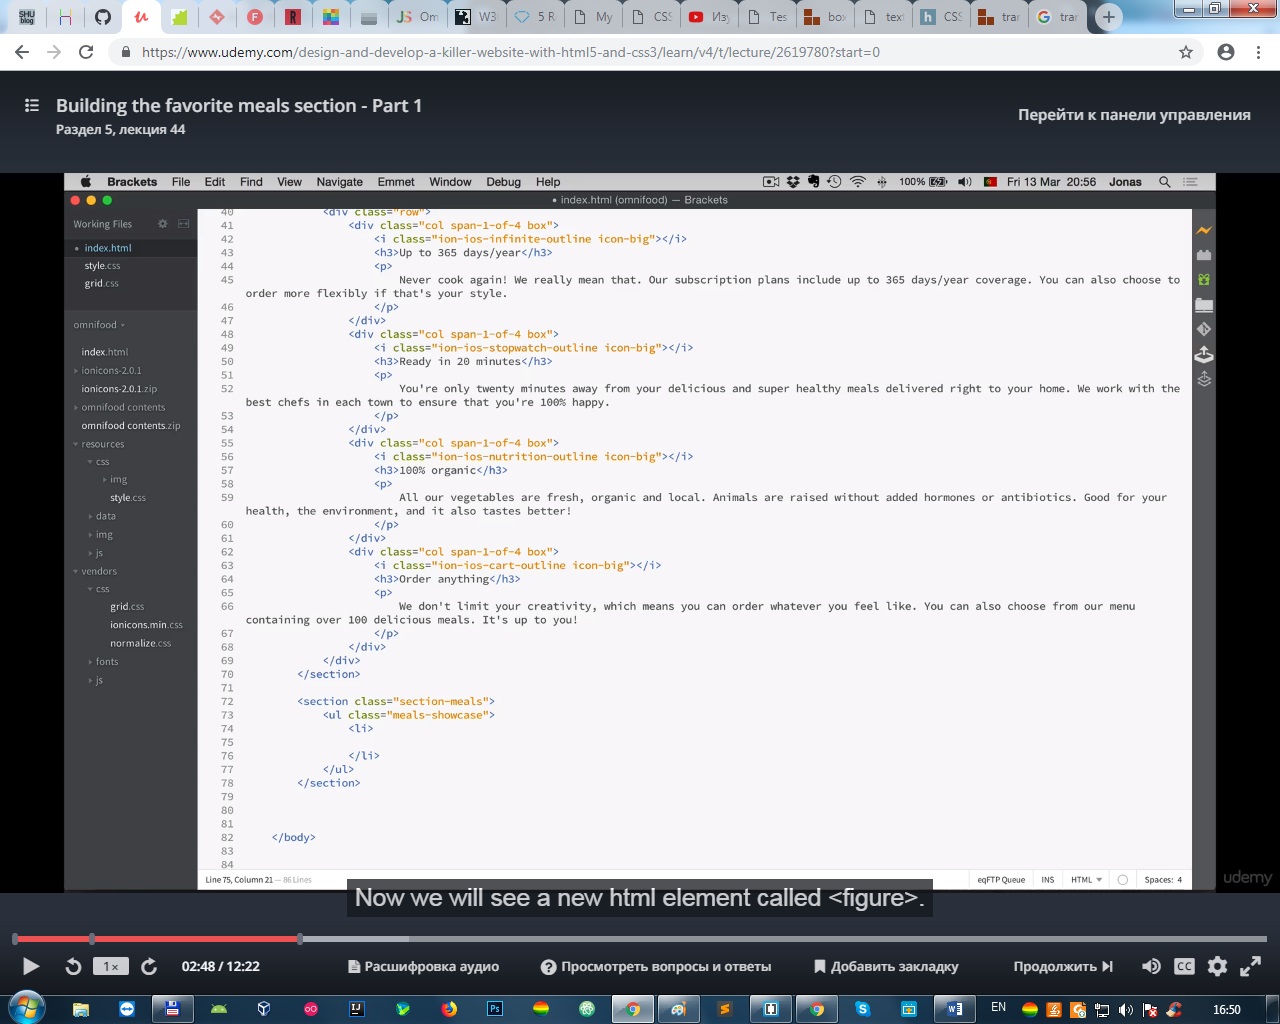 SHU
blog
Om
W3
5 R
My
CSS
Из
Tes
box
text
CSS
trar
trar
https://www.udemy.com/design-and-develop-a-killer-website-with-html5-and-css3/learn/v4/t/lecture/2619780?start=0
Building the favorite meals section - Part 1
Раздел 5, лекция 44
Перейти к панели управления
Brackets File Edit Find View Navigate Emmet Window Debug Help 100% Fri 13 Mar 20:56 Jonas
• index.html (omnifood) — Brackets
Working Files
index.html
style.css
grid.css
omnifood
index.html
ionicons-2.0.1
ionicons-2.0.1.zip
omnifood contents
omnifood contents.zip
resources
css
img
style.css
data
img
js
vendors
css
grid.css
ionicons.min.css
normalize.css
fonts
js
40 <div class="row">
41 <div class="col span-1-of-4 box">
42 <i class="ion-ios-infinite-outline icon-big"></i>
43 <h3>Up to 365 days/year</h3>
44 <p>
45 Never cook again! We really mean that. Our subscription plans include up to 365 days/year coverage. You can also choose to
order more flexibly if that's your style.
46 </p>
47 </div>
48 <div class="col span-1-of-4 box">
49 <i class="ion-ios-stopwatch-outline icon-big"></i>
50 <h3>Ready in 20 minutes</h3>
51 <p>
52 You're only twenty minutes away from your delicious and super healthy meals delivered right to your home. We work with the
best chefs in each town to ensure that you're 100% happy.
53 </p>
54 </div>
55 <div class="col span-1-of-4 box">
56 <i class="ion-ios-nutrition-outline icon-big"></i>
57 <h3>100% organic</h3>
58 <p>
59 All our vegetables are fresh, organic and local. Animals are raised without added hormones or antibiotics. Good for your
health, the environment, and it also tastes better!
60 </p>
61 </div>
62 <div class="col span-1-of-4 box">
63 <i class="ion-ios-cart-outline icon-big"></i>
64 <h3>Order anything</h3>
65 <p>
66 We don't limit your creativity, which means you can order whatever you feel like. You can also choose from our menu
containing over 100 delicious meals. It's up to you!
67 </p>
68 </div>
69 </div>
70 </section>
71
72 <section class="section-meals">
73 <ul class="meals-showcase">
74 <li>
75
76 </li>
77 </ul>
78 </section>
79
80
81
82 </body>
83
84
Line 75, Column 21 — 86 Lines
eqFTP Queue INS HTML Spaces: 4
udemy
Now we will see a new html element called <figure>.
1×
02:48 / 12:22
Расшифровка аудио
Просмотреть вопросы и ответы
Добавить закладку
Продолжить
CC
EN
16:50